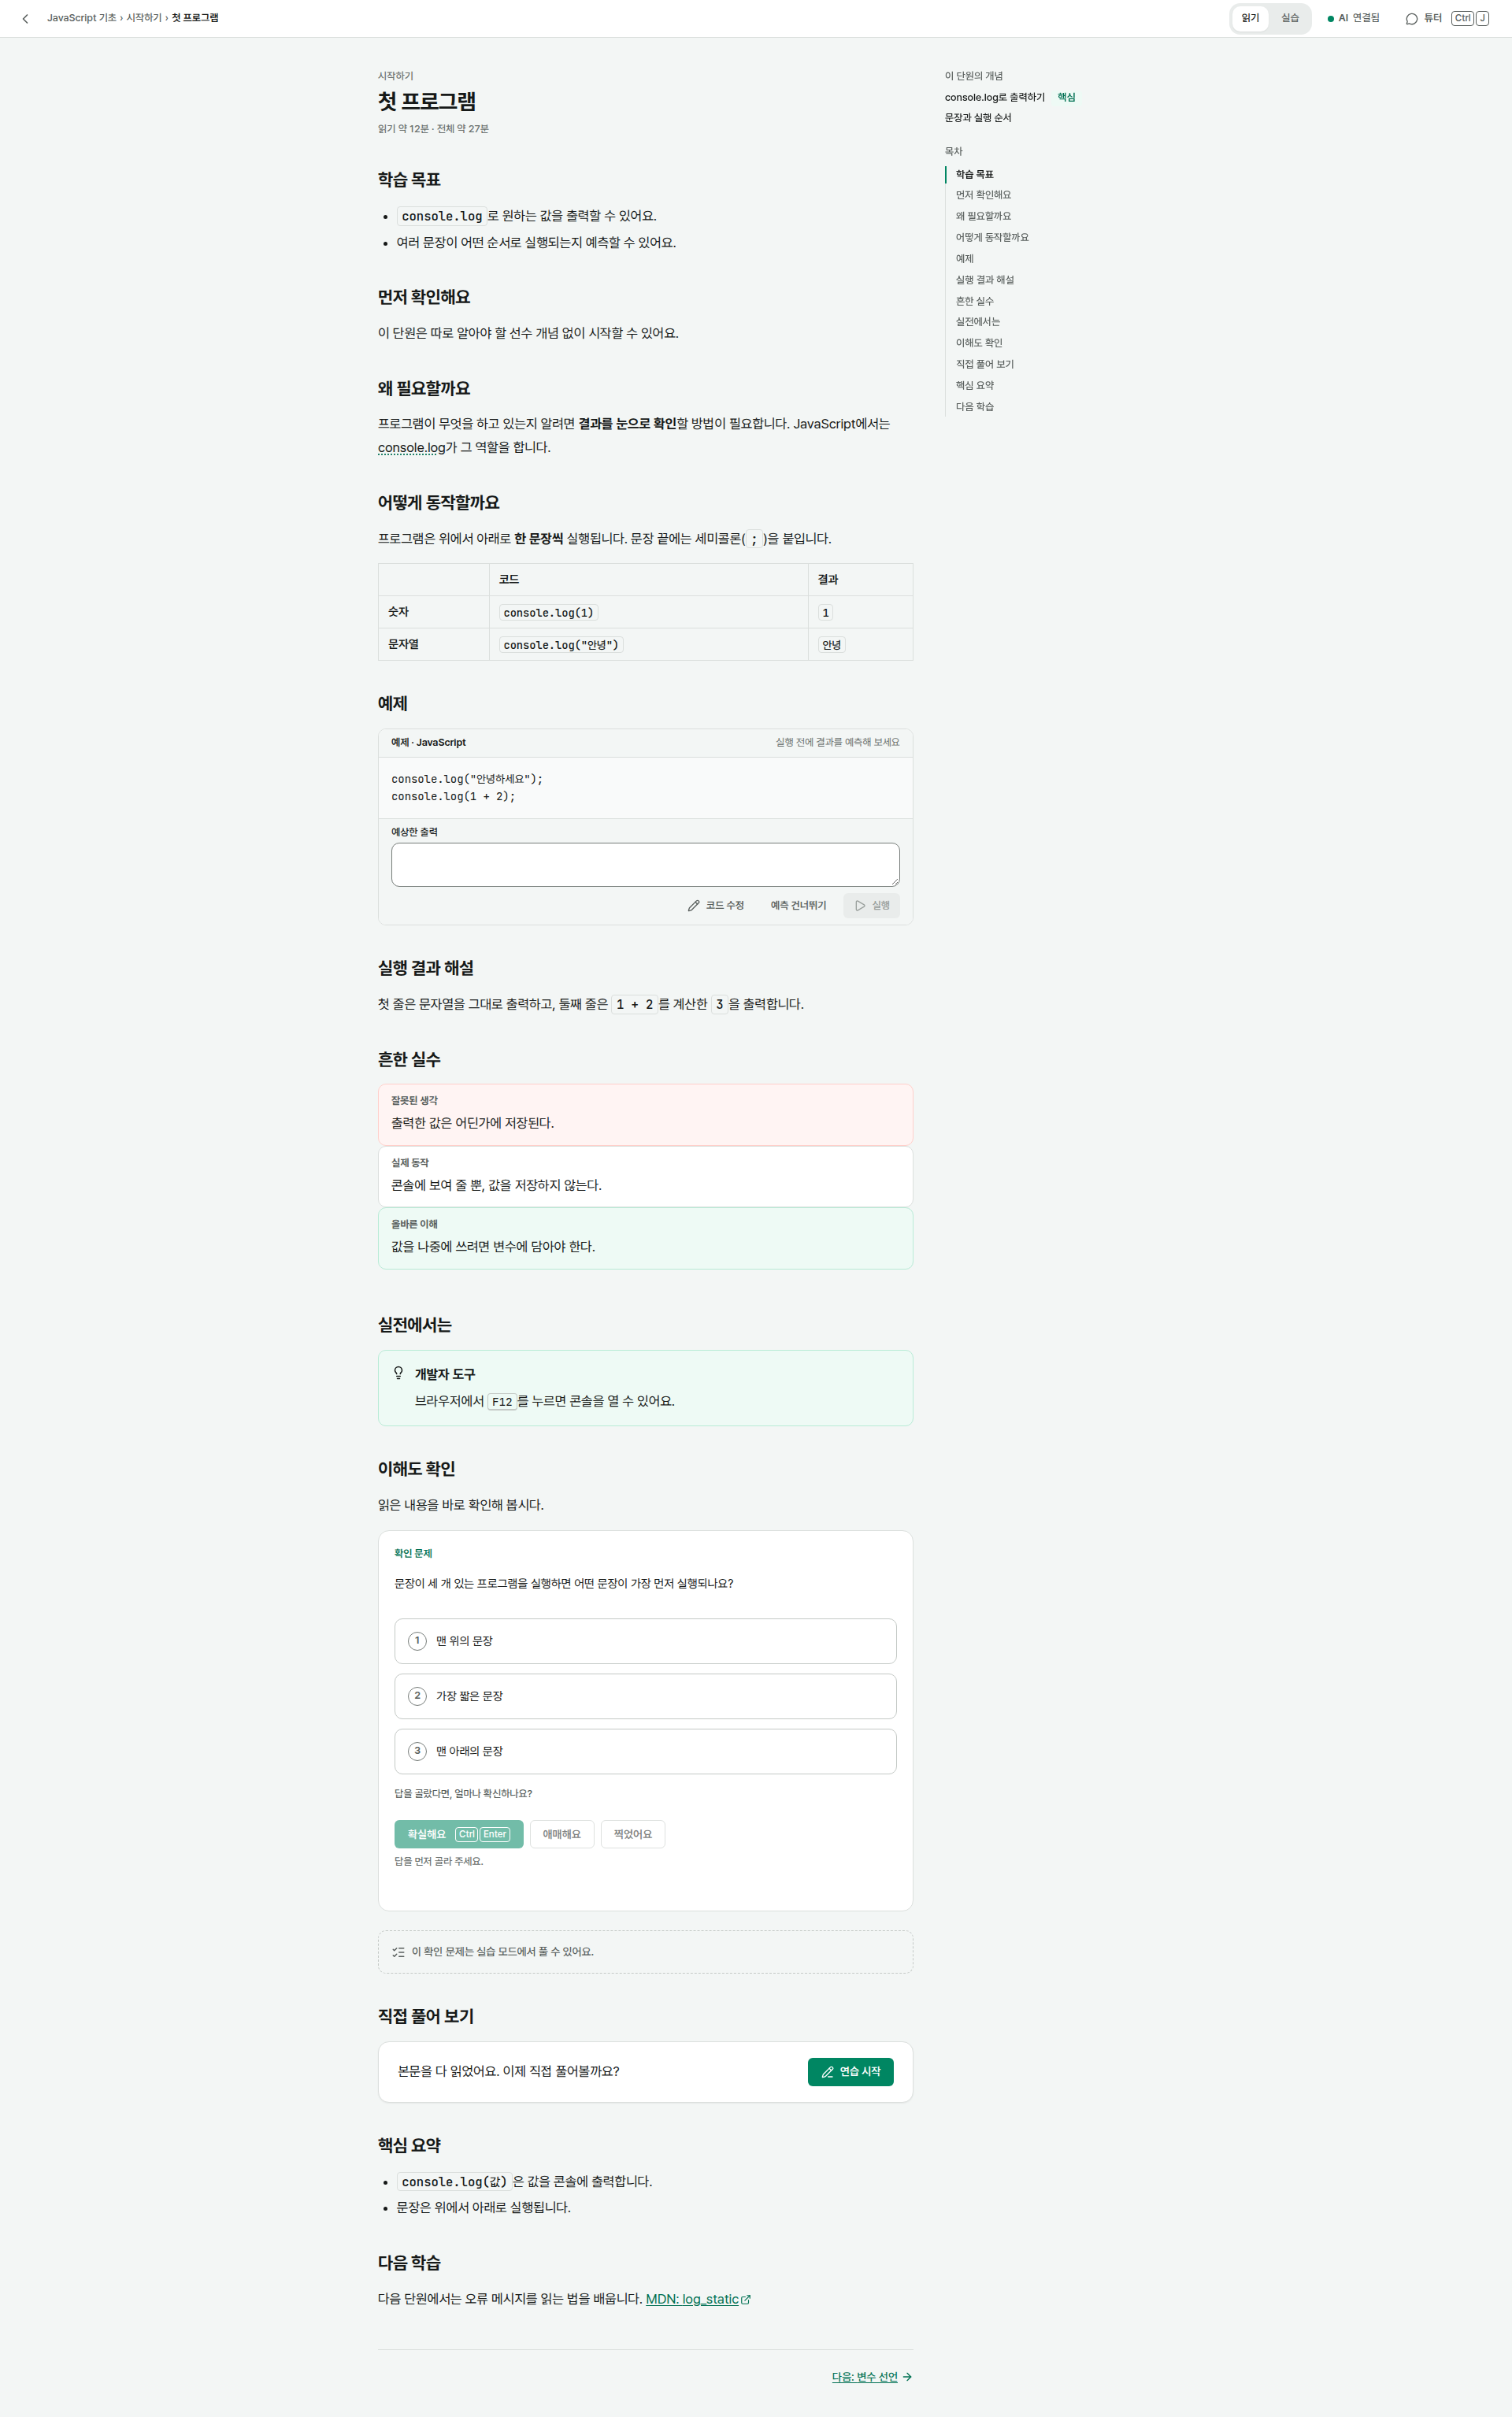 JavaScript 기초 › 시작하기 › 첫 프로그램
읽기 실습 AI 연결됨 튜터 Ctrl J
시작하기
첫 프로그램
읽기 약 12분 · 전체 약 27분
학습 목표
console.log로 원하는 값을 출력할 수 있어요.
여러 문장이 어떤 순서로 실행되는지 예측할 수 있어요.
먼저 확인해요
이 단원은 따로 알아야 할 선수 개념 없이 시작할 수 있어요.
왜 필요할까요
프로그램이 무엇을 하고 있는지 알려면 결과를 눈으로 확인할 방법이 필요합니다. JavaScript에서는
console.log가 그 역할을 합니다.
어떻게 동작할까요
프로그램은 위에서 아래로 한 문장씩 실행됩니다. 문장 끝에는 세미콜론(;)을 붙입니다.
코드 결과
숫자 console.log(1) 1
문자열 console.log("안녕") 안녕
예제
예제 · JavaScript 실행 전에 결과를 예측해 보세요
console.log("안녕하세요");
console.log(1 + 2);
예상한 출력
코드 수정 예측 건너뛰기 실행
실행 결과 해설
첫 줄은 문자열을 그대로 출력하고, 둘째 줄은 1 + 2를 계산한 3을 출력합니다.
흔한 실수
잘못된 생각
출력한 값은 어딘가에 저장된다.
실제 동작
콘솔에 보여 줄 뿐, 값을 저장하지 않는다.
올바른 이해
값을 나중에 쓰려면 변수에 담아야 한다.
실전에서는
개발자 도구
브라우저에서 F12를 누르면 콘솔을 열 수 있어요.
이해도 확인
읽은 내용을 바로 확인해 봅시다.
확인 문제
문장이 세 개 있는 프로그램을 실행하면 어떤 문장이 가장 먼저 실행되나요?
1 맨 위의 문장
2 가장 짧은 문장
3 맨 아래의 문장
답을 골랐다면, 얼마나 확신하나요?
확실해요 Ctrl Enter 애매해요 찍었어요
답을 먼저 골라 주세요.
이 확인 문제는 실습 모드에서 풀 수 있어요.
직접 풀어 보기
본문을 다 읽었어요. 이제 직접 풀어볼까요? 연습 시작
핵심 요약
console.log(값)은 값을 콘솔에 출력합니다.
문장은 위에서 아래로 실행됩니다.
다음 학습
다음 단원에서는 오류 메시지를 읽는 법을 배웁니다. MDN: log_static
다음: 변수 선언
이 단원의 개념
console.log로 출력하기 핵심
문장과 실행 순서
목차
학습 목표
먼저 확인해요
왜 필요할까요
어떻게 동작할까요
예제
실행 결과 해설
흔한 실수
실전에서는
이해도 확인
직접 풀어 보기
핵심 요약
다음 학습